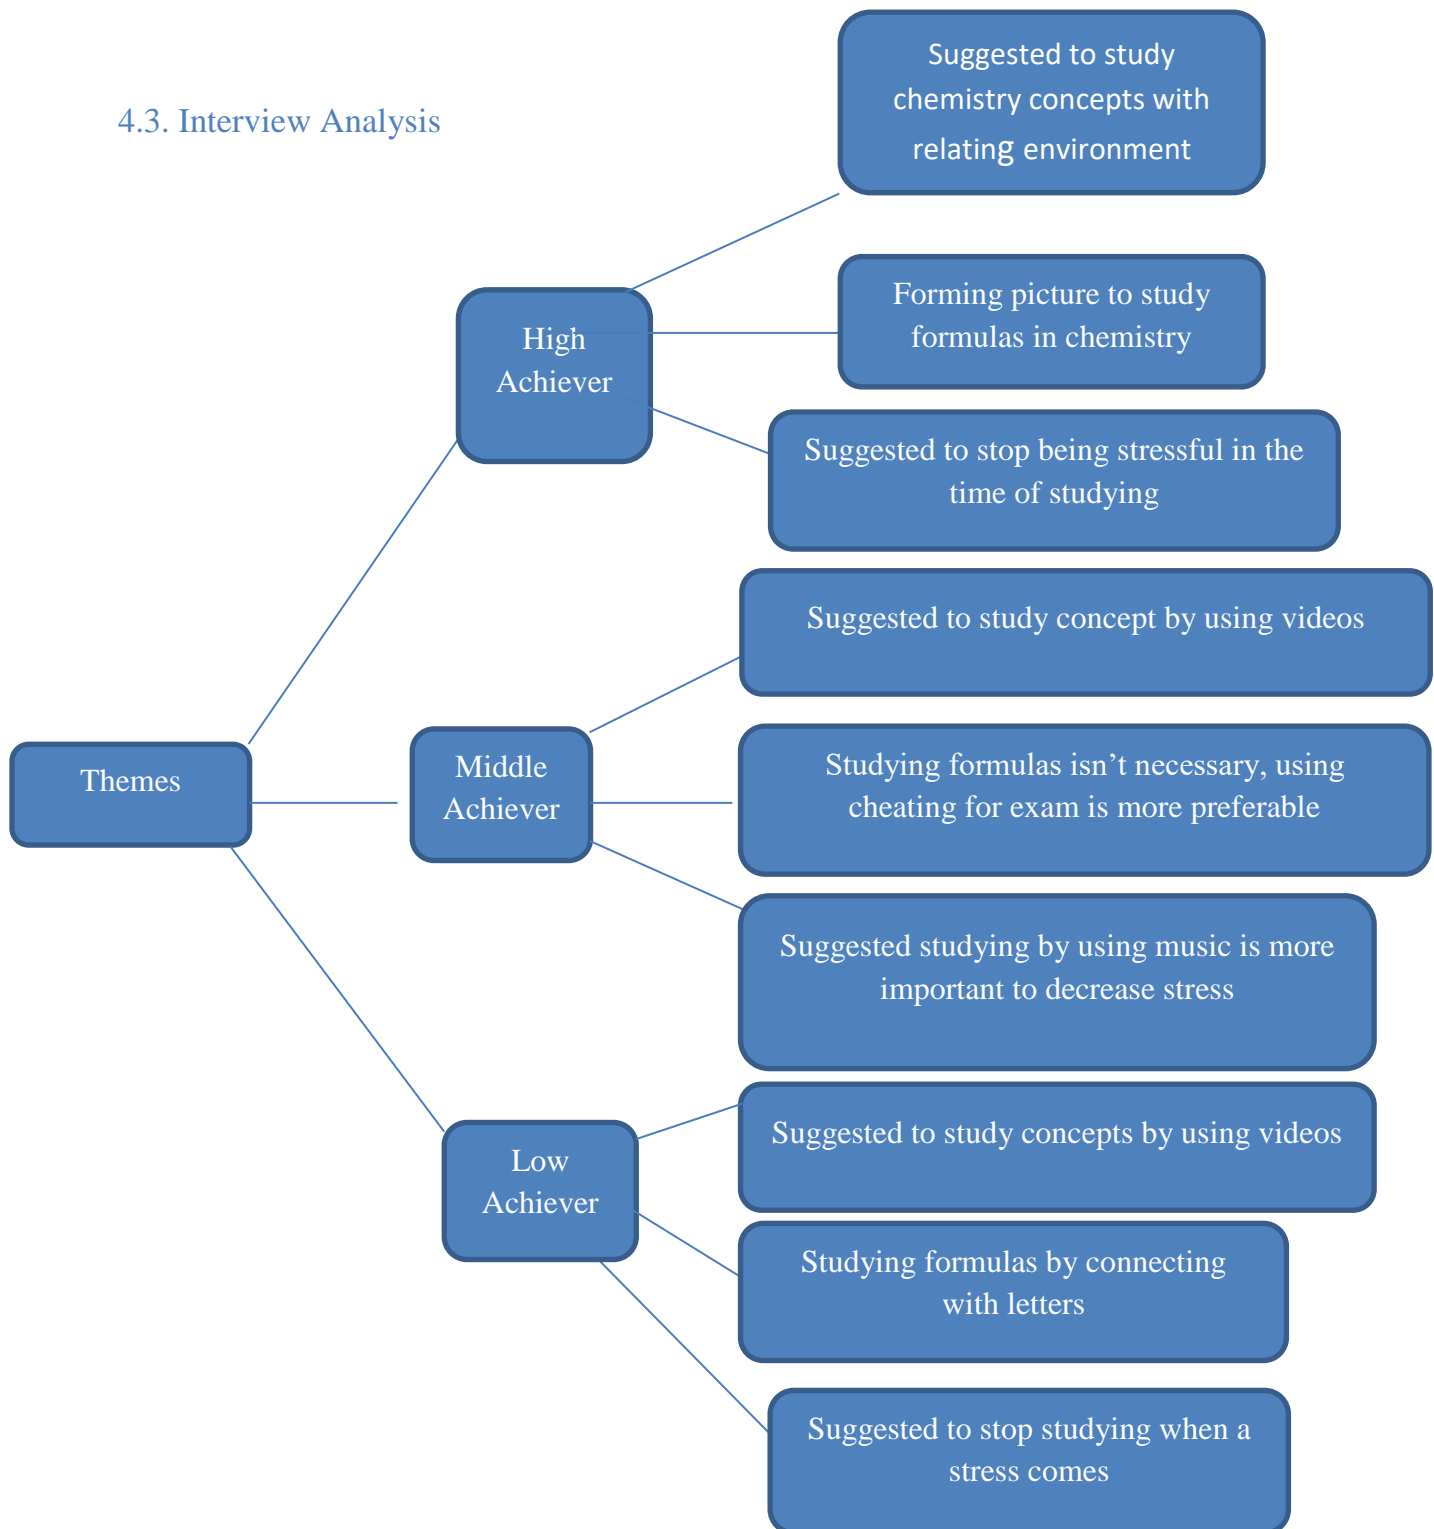 4.3. Interview Analysis
Suggested to study
chemistry concepts with
relating environment
High
Achiever
Forming picture to study
formulas in chemistry
Suggested to stop being stressful in the
time of studying
Themes
Middle
Achiever
Suggested to study concept by using videos
Studying formulas isn’t necessary, using
cheating for exam is more preferable
Suggested studying by using music is more
important to decrease stress
Low
Achiever
Suggested to study concepts by using videos
Studying formulas by connecting
with letters
Suggested to stop studying when a
stress comes